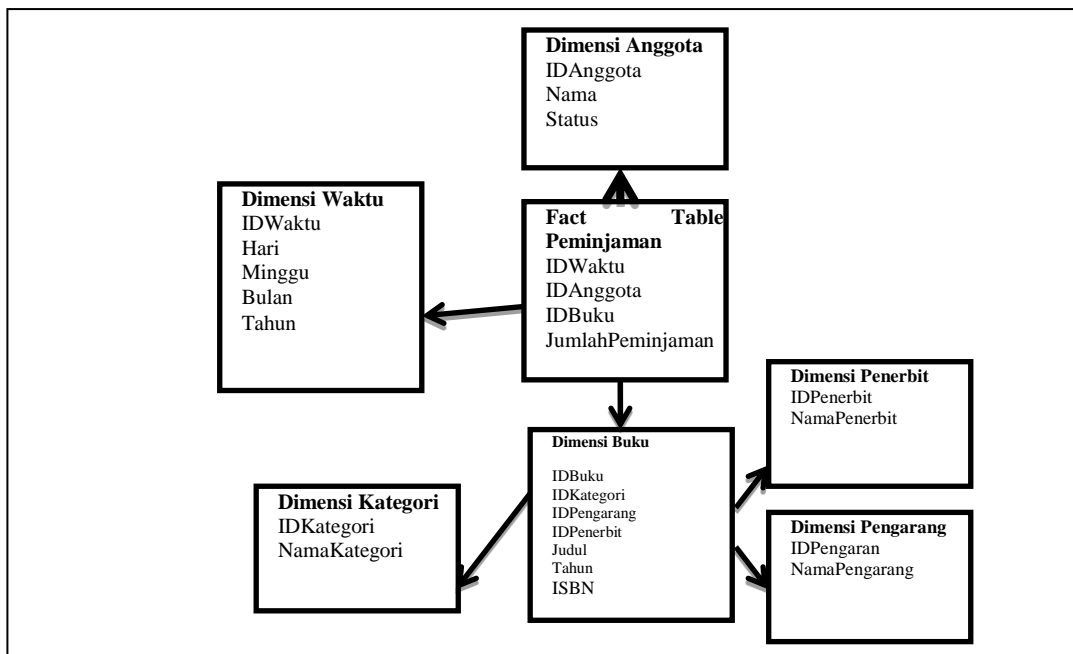 Dimensi Anggota
IDAnggota
Nama
Status
Dimensi Waktu
IDWaktu
Hari
Minggu
Bulan
Tahun
Fact Table
Peminjaman
IDWaktu
IDAnggota
IDBuku
JumlahPeminjaman
Dimensi Penerbit
IDPenerbit
NamaPenerbit
Dimensi Buku
IDBuku
IDKategori
IDPengarang
IDPenerbit
Judul
Tahun
ISBN
Dimensi Kategori
IDKategori
NamaKategori
Dimensi Pengarang
IDPengaran
NamaPengarang